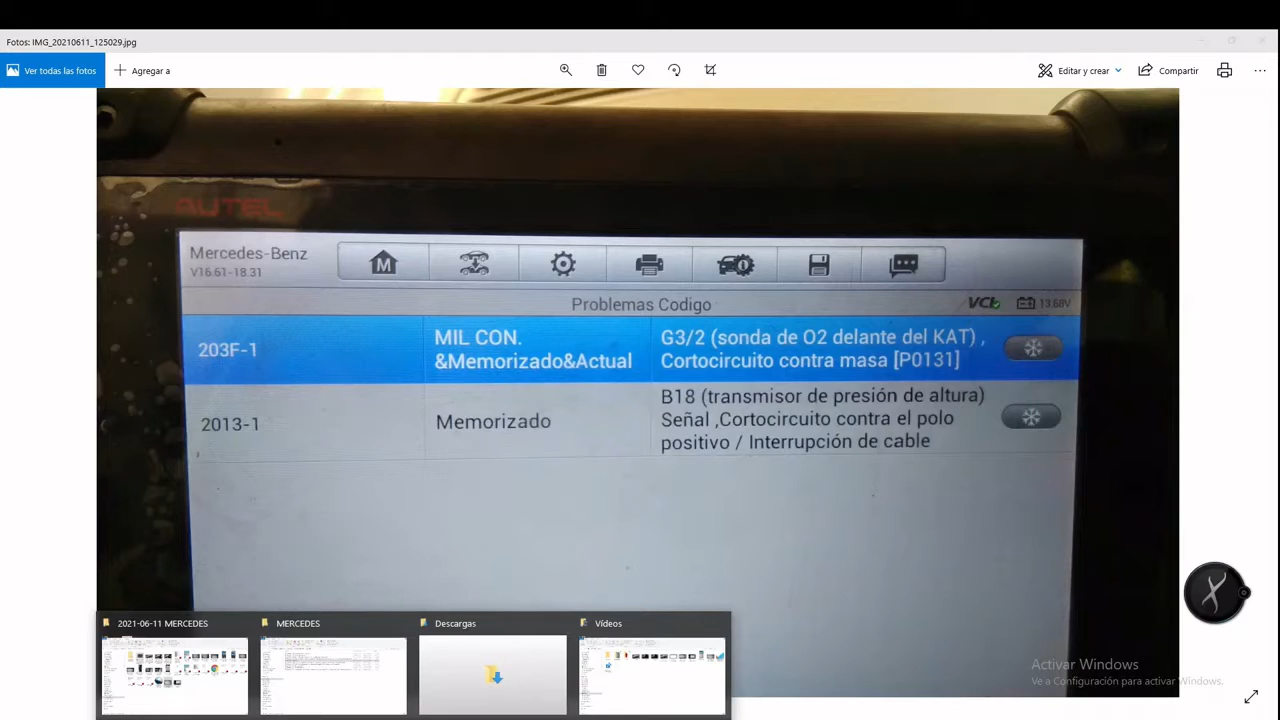 Fotos: IMG_20210611_125029.jpg
Ver todas las fotos
Agregar a
Editar y crear
Compartir
AUTEL
Mercedes-Benz
V16.61-18.31
M
Problemas Codigo
VCI
13.68V
203F-1
MIL CON.
&Memorizado&Actual
G3/2 (sonda de O2 delante del KAT) ,
Cortocircuito contra masa [P0131]
2013-1
Memorizado
B18 (transmisor de presión de altura)
Señal ,Cortocircuito contra el polo
positivo / Interrupción de cable
2021-06-11 MERCEDES
MERCEDES
Descargas
Vídeos
Activar Windows
Ve a Configuración para activar Windows.